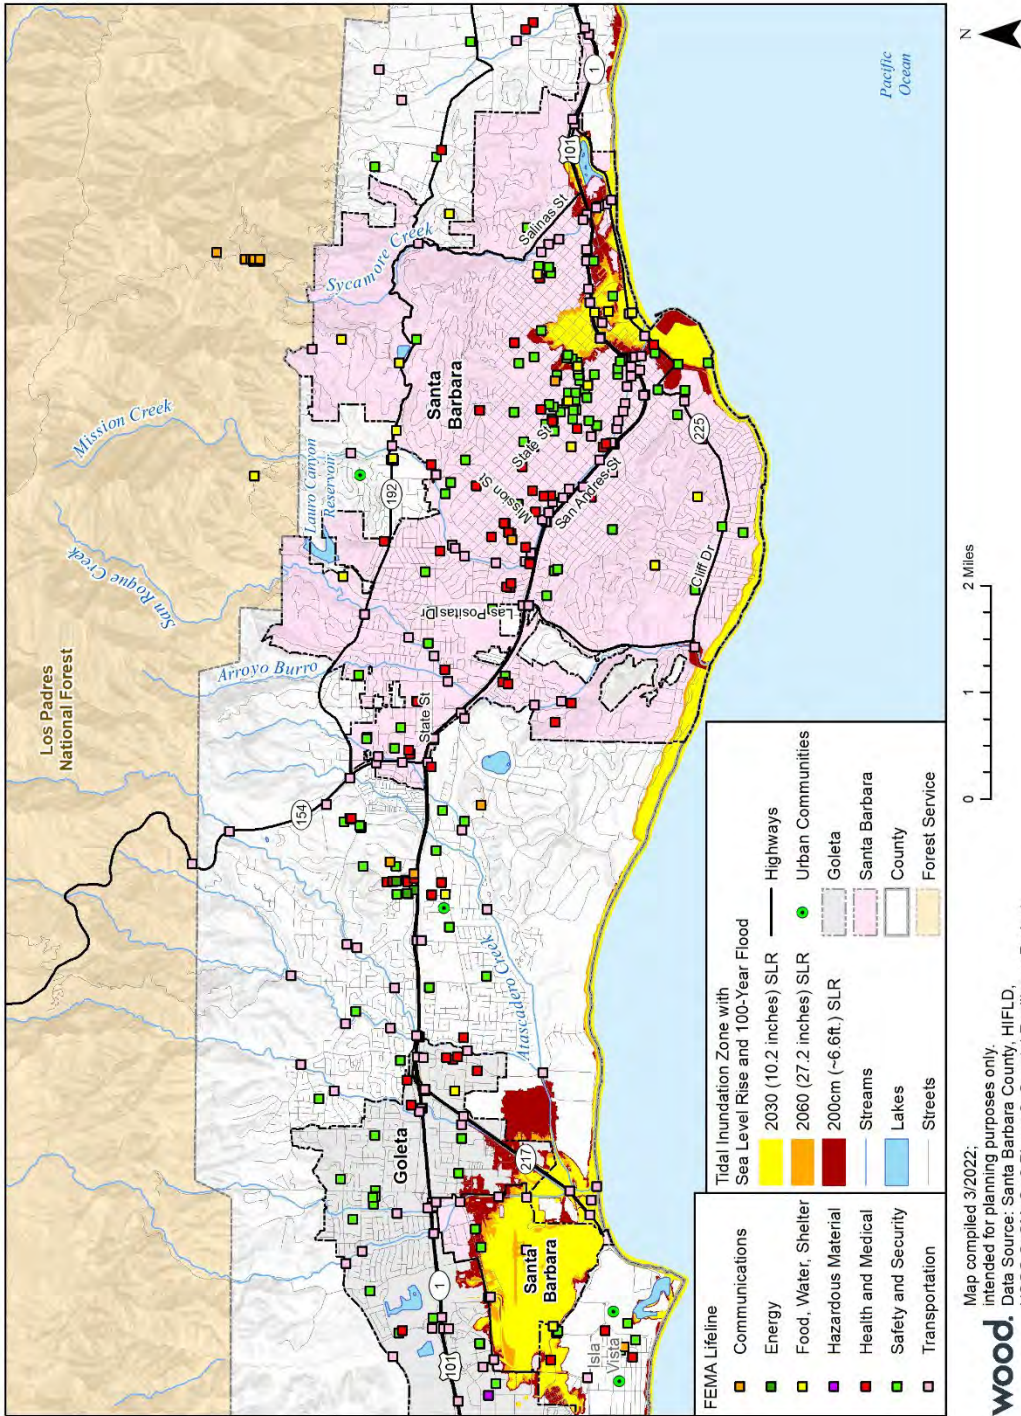 Los Padres
National Forest
Mission Creek
San Roque Creek
Sycamore Creek
Arroyo Burro
Lauro Canyon
Reservoir
Atascadero Creek
Pacific
Ocean
Santa
Barbara
Goleta
Santa
Barbara
Isla
Vista
State St
State St
Mission St
San Andres St
Las Positas Dr
Salinas St
Cliff Dr
154
192
225
217
101
1
101
1
N
0 1 2 Miles
FEMA Lifeline
Communications
Energy
Food, Water, Shelter
Hazardous Material
Health and Medical
Safety and Security
Transportation
Tidal Inundation Zone with
Sea Level Rise and 100-Year Flood
2030 (10.2 inches) SLR
2060 (27.2 inches) SLR
200cm (~6.6ft.) SLR
Streams
Lakes
Streets
Highways
Urban Communities
Goleta
Santa Barbara
County
Forest Service
wood.
Map compiled 3/2022;
intended for planning purposes only.
Data Source: Santa Barbara County, HIFLD,